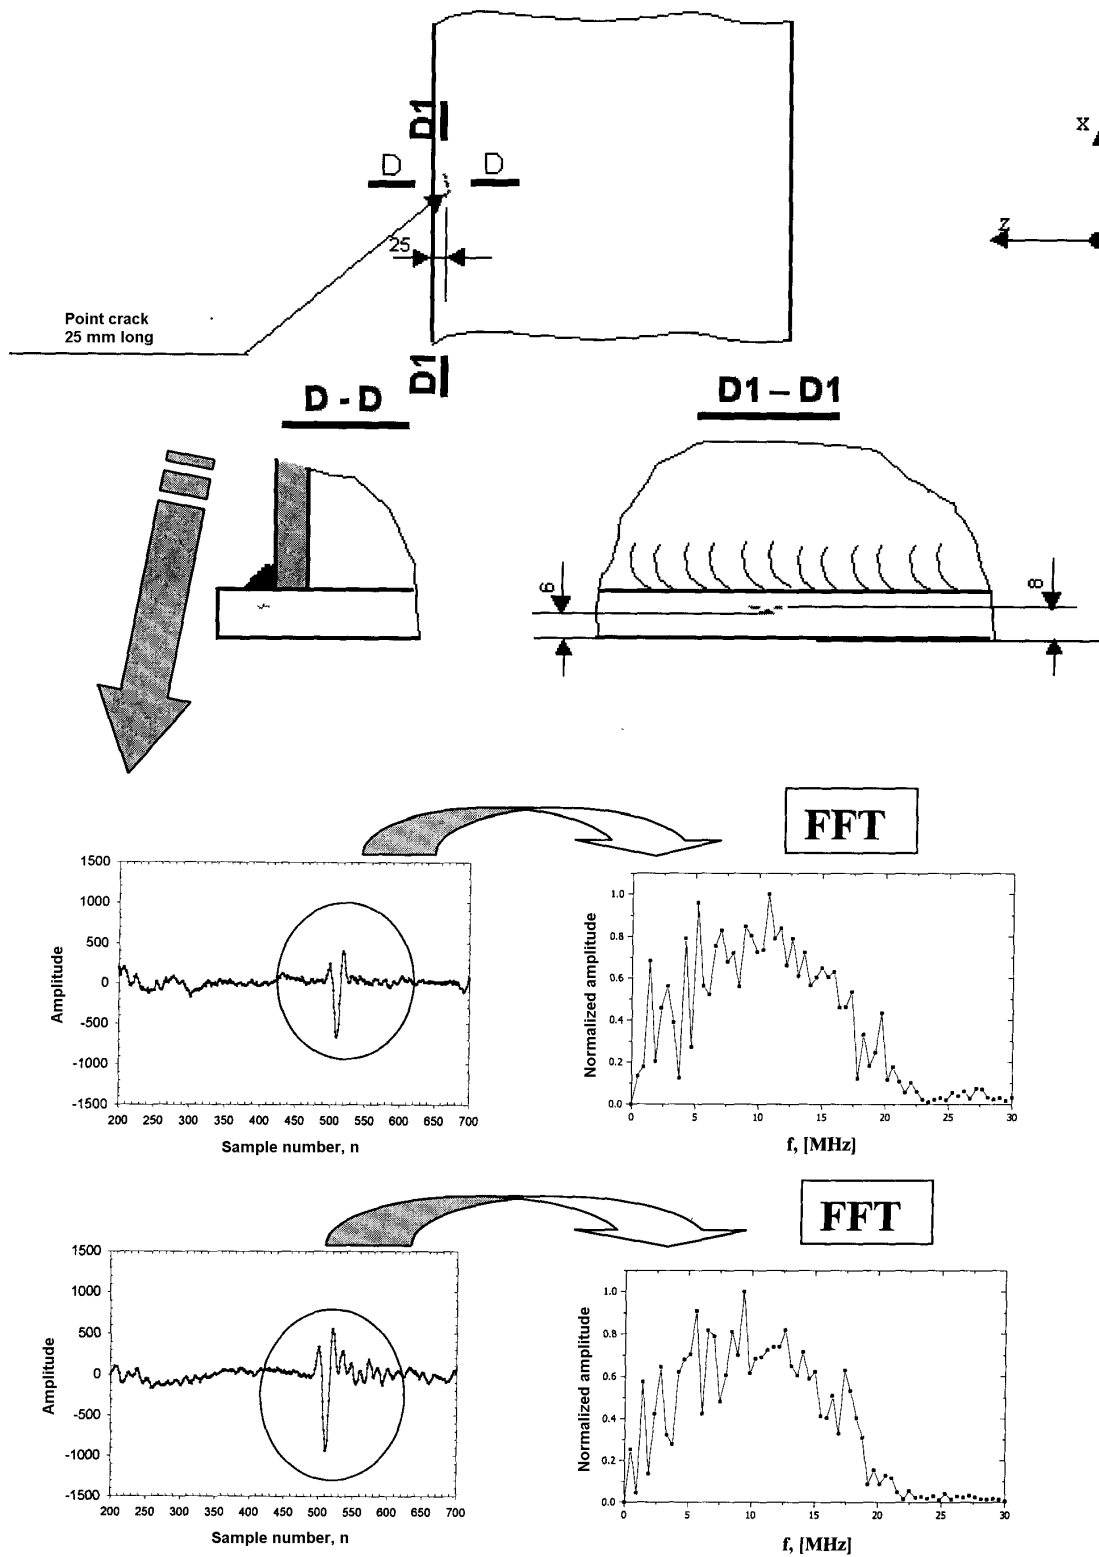 D1
X
D D
Z
25
Point crack
25 mm long
D1
D - D
D1 – D1
6
8
FFT
1500
1000
500
0
-500
-1000
-1500
Amplitude
200 250 300 350 400 450 500 550 600 650 700
Sample number, n
1.0
0.8
0.6
0.4
0.2
0.0
Normalized amplitude
0 5 10 15 20 25 30
f, [MHz]
FFT
1500
1000
500
0
-500
-1000
-1500
Amplitude
200 250 300 350 400 450 500 550 600 650 700
Sample number, n
1.0
0.8
0.6
0.4
0.2
0.0
Normalized amplitude
0 5 10 15 20 25 30
f, [MHz]